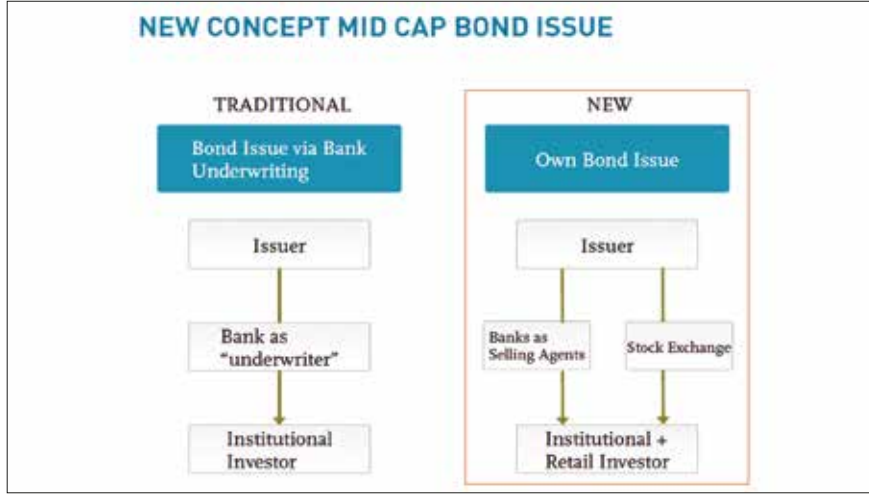 NEW CONCEPT MID CAP BOND ISSUE
TRADITIONAL
Bond Issue via Bank
Underwriting
Issuer
Bank as
“underwriter”
Institutional
Investor
NEW
Own Bond Issue
Issuer
Banks as
Selling Agents
Stock Exchange
Institutional +
Retail Investor